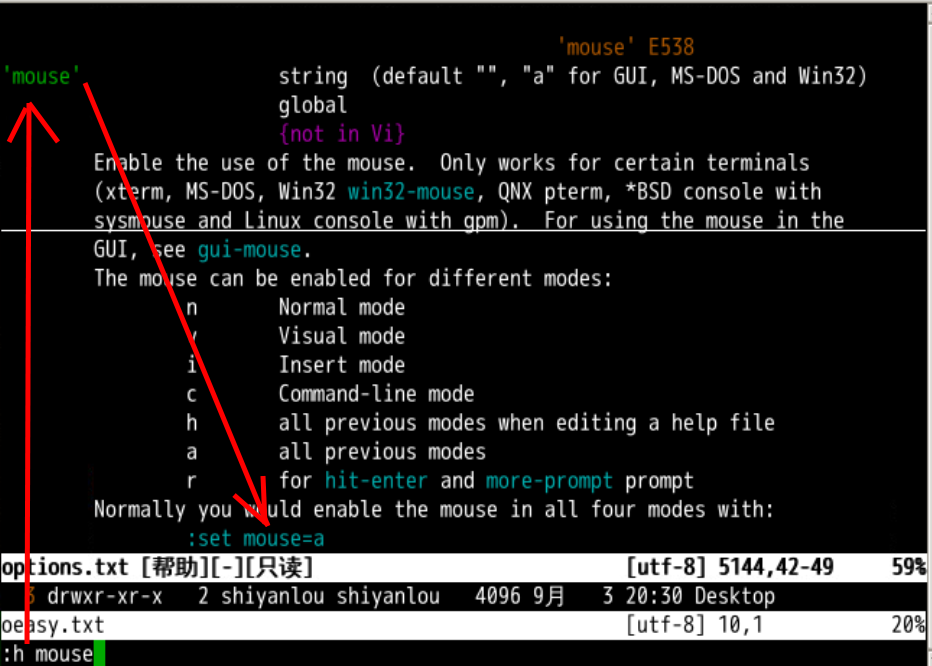 'mouse' E538
'mouse' string (default "", "a" for GUI, MS-DOS and Win32)
global
{not in Vi}
Enable the use of the mouse. Only works for certain terminals
(xterm, MS-DOS, Win32 win32-mouse, QNX pterm, *BSD console with
sysmouse and Linux console with gpm). For using the mouse in the
GUI, see gui-mouse.
The mouse can be enabled for different modes:
n Normal mode
v Visual mode
i Insert mode
c Command-line mode
h all previous modes when editing a help file
a all previous modes
r for hit-enter and more-prompt prompt
Normally you would enable the mouse in all four modes with:
:set mouse=a
options.txt [帮助][-][只读] [utf-8] 5144,42-49 59%
3 drwxr-xr-x 2 shiyanlou shiyanlou 4096 9月 3 20:30 Desktop
oeasy.txt [utf-8] 10,1 20%
:h mouse